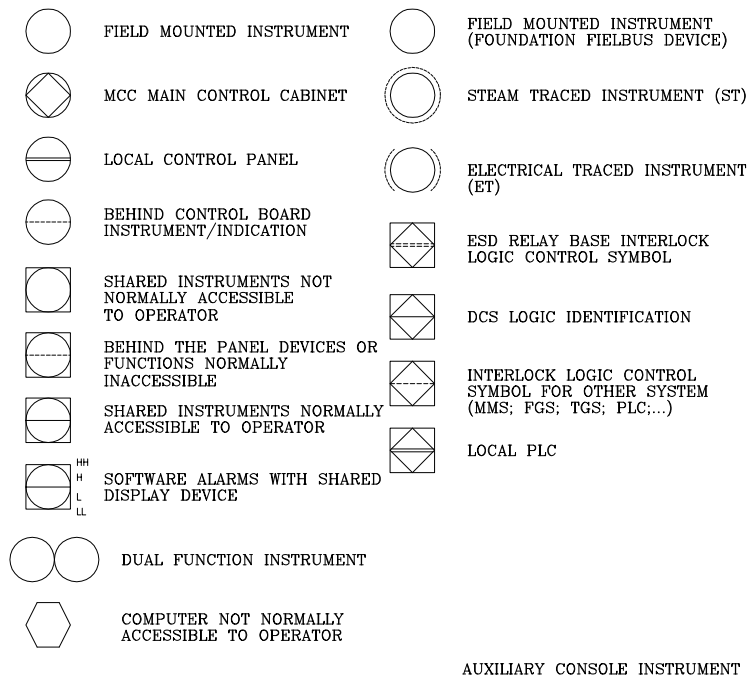 FIELD MOUNTED INSTRUMENT
MCC MAIN CONTROL CABINET
LOCAL CONTROL PANEL
BEHIND CONTROL BOARD
INSTRUMENT/INDICATION
SHARED INSTRUMENTS NOT
NORMALLY ACCESSIBLE
TO OPERATOR
BEHIND THE PANEL DEVICES OR
FUNCTIONS NORMALLY
INACCESSIBLE
SHARED INSTRUMENTS NORMALLY
ACCESSIBLE TO OPERATOR
HH
H
L
LL
SOFTWARE ALARMS WITH SHARED
DISPLAY DEVICE
DUAL FUNCTION INSTRUMENT
COMPUTER NOT NORMALLY
ACCESSIBLE TO OPERATOR
FIELD MOUNTED INSTRUMENT
(FOUNDATION FIELBUS DEVICE)
STEAM TRACED INSTRUMENT (ST)
ELECTRICAL TRACED INSTRUMENT
(ET)
ESD RELAY BASE INTERLOCK
LOGIC CONTROL SYMBOL
DCS LOGIC IDENTIFICATION
INTERLOCK LOGIC CONTROL
SYMBOL FOR OTHER SYSTEM
(MMS; FGS; TGS; PLC;...)
LOCAL PLC
AUXILIARY CONSOLE INSTRUMENT